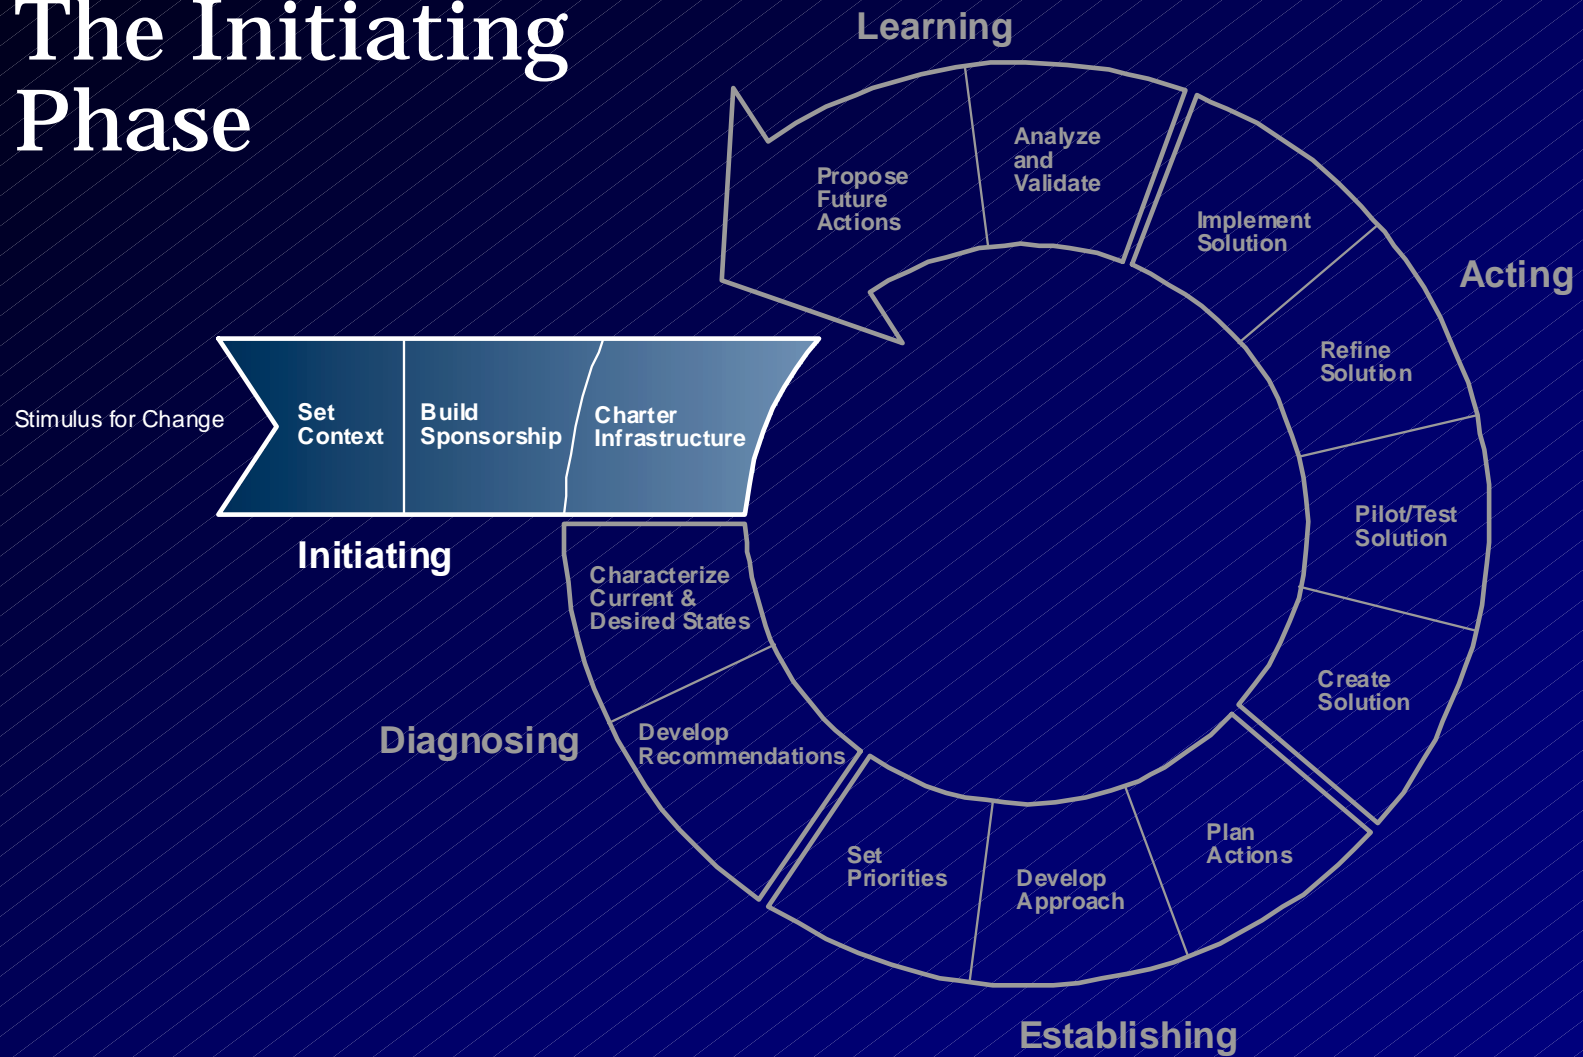 The Initiating
Phase
Learning
Analyze
and
Validate
Propose
Future
Actions
Implement
Solution
Acting
Refine
Solution
Stimulus for Change
Set
Context
Build
Sponsorship
Charter
Infrastructure
Pilot/Test
Solution
Initiating
Characterize
Current &
Desired States
Create
Solution
Diagnosing
Develop
Recommendations
Plan
Actions
Set
Priorities
Develop
Approach
Establishing